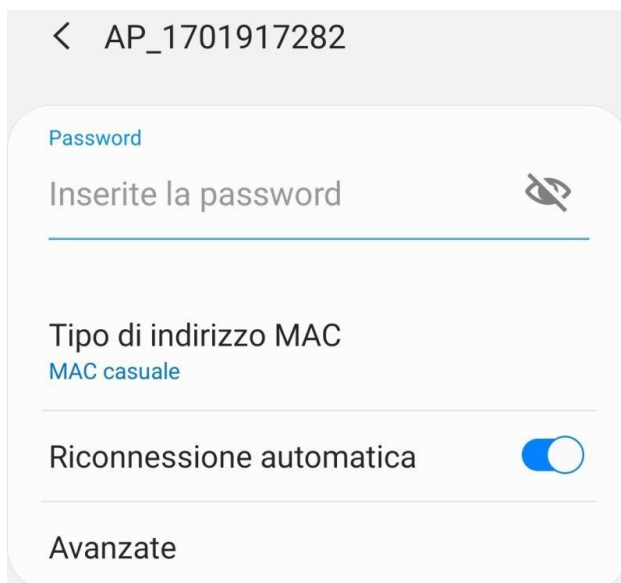 AP_1701917282
Password
Inserite la password
Tipo di indirizzo MAC
MAC casuale
Riconnessione automatica
Avanzate